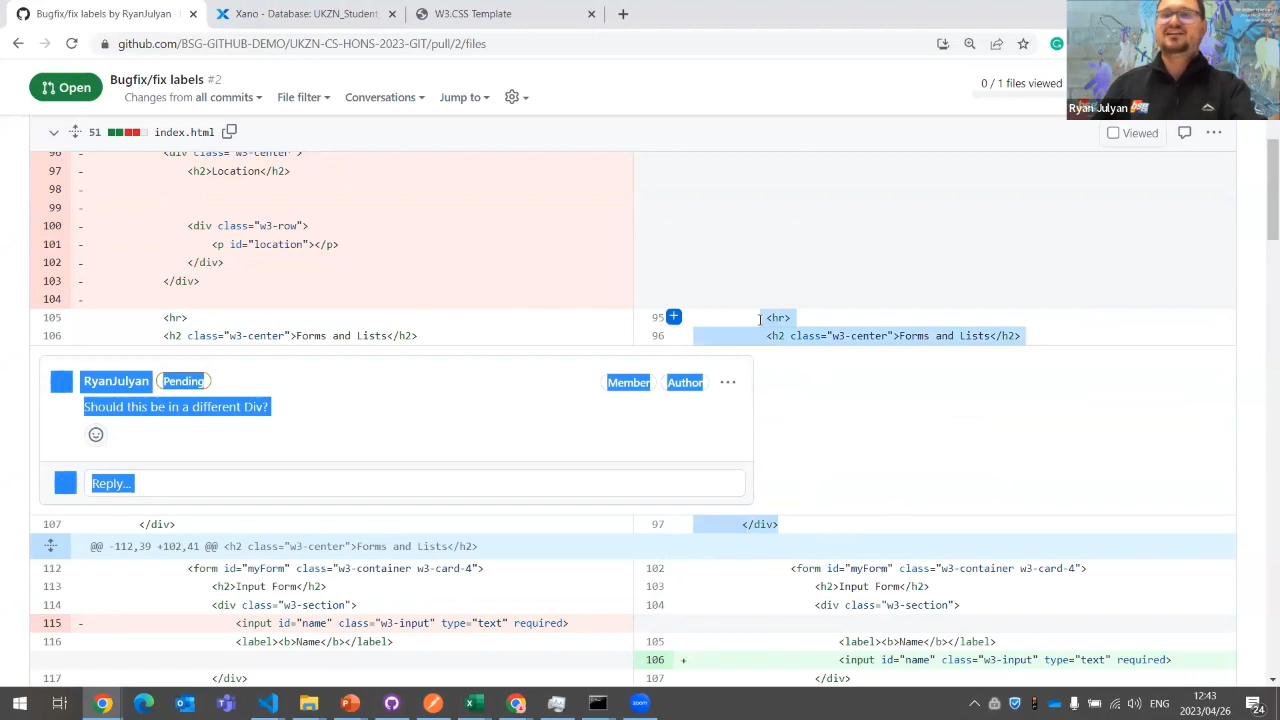 Bugfix/fix labels by RyanJulyan
Xano - Database: UKZN_Student
W3.CSS Template
github.com/BSG-GITHUB-DEMO/UKZN-CS-HONS-2023-GIT/pull/2/files
Open
Bugfix/fix labels #2
Changes from all commits
File filter
Conversations
Jump to
0 / 1 files viewed
Ryan Julyan
51
index.html
Viewed
96 - <div class="w3-center">
97 - <h2>Location</h2>
98 -
99 -
100 - <div class="w3-row">
101 - <p id="location"></p>
102 - </div>
103 - </div>
104 -
105 <hr>
95 + <hr>
106 <h2 class="w3-center">Forms and Lists</h2>
96 <h2 class="w3-center">Forms and Lists</h2>
RyanJulyan Pending Member Author
Should this be in a different Div?
Reply...
107 </div>
97 </div>
@@ -112,39 +102,41 @@ <h2 class="w3-center">Forms and Lists</h2>
112 <form id="myForm" class="w3-container w3-card-4">
102 <form id="myForm" class="w3-container w3-card-4">
113 <h2>Input Form</h2>
103 <h2>Input Form</h2>
114 <div class="w3-section">
104 <div class="w3-section">
115 - <input id="name" class="w3-input" type="text" required>
116 <label><b>Name</b></label>
105 <label><b>Name</b></label>
106 + <input id="name" class="w3-input" type="text" required>
117 </div>
107 </div>
zoom
ENG
12:43
2023/04/26
24